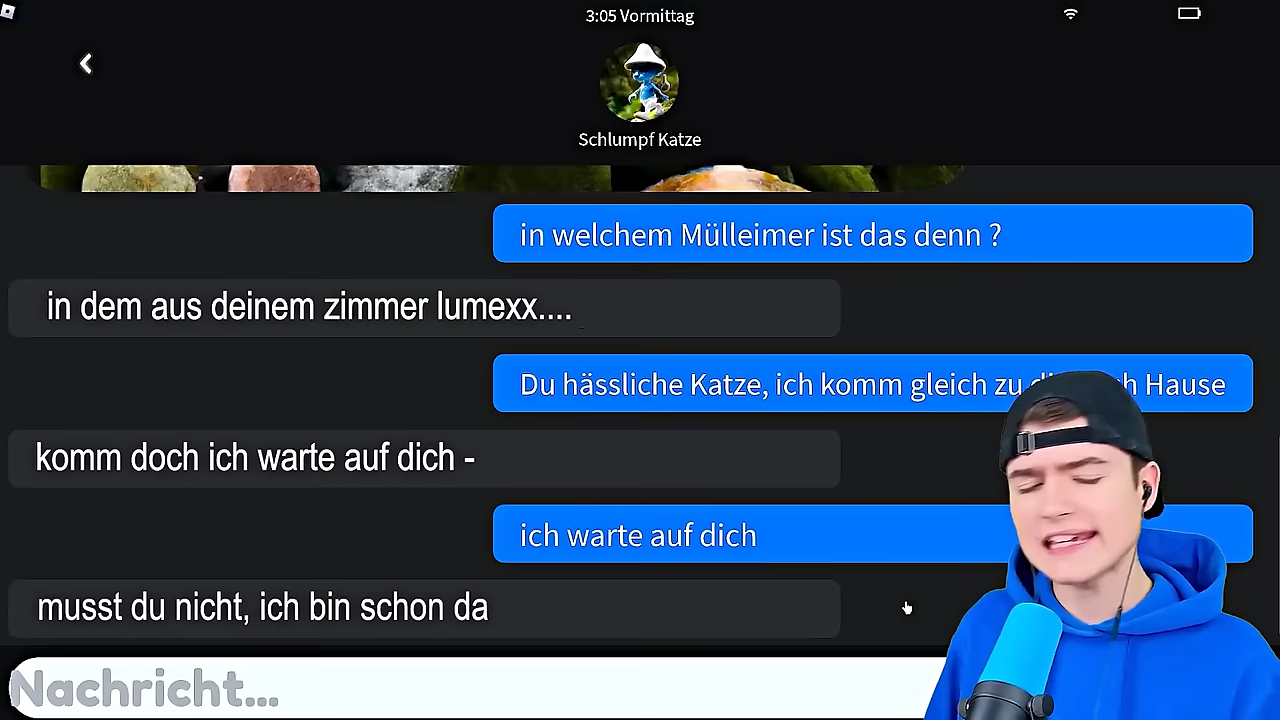 3:05 Vormittag
Schlumpf Katze
in welchem Mülleimer ist das denn ?
in dem aus deinem zimmer lumexx....
Du hässliche Katze, ich komm gleich zu Hause
komm doch ich warte auf dich -
ich warte auf dich
musst du nicht, ich bin schon da
Nachricht...